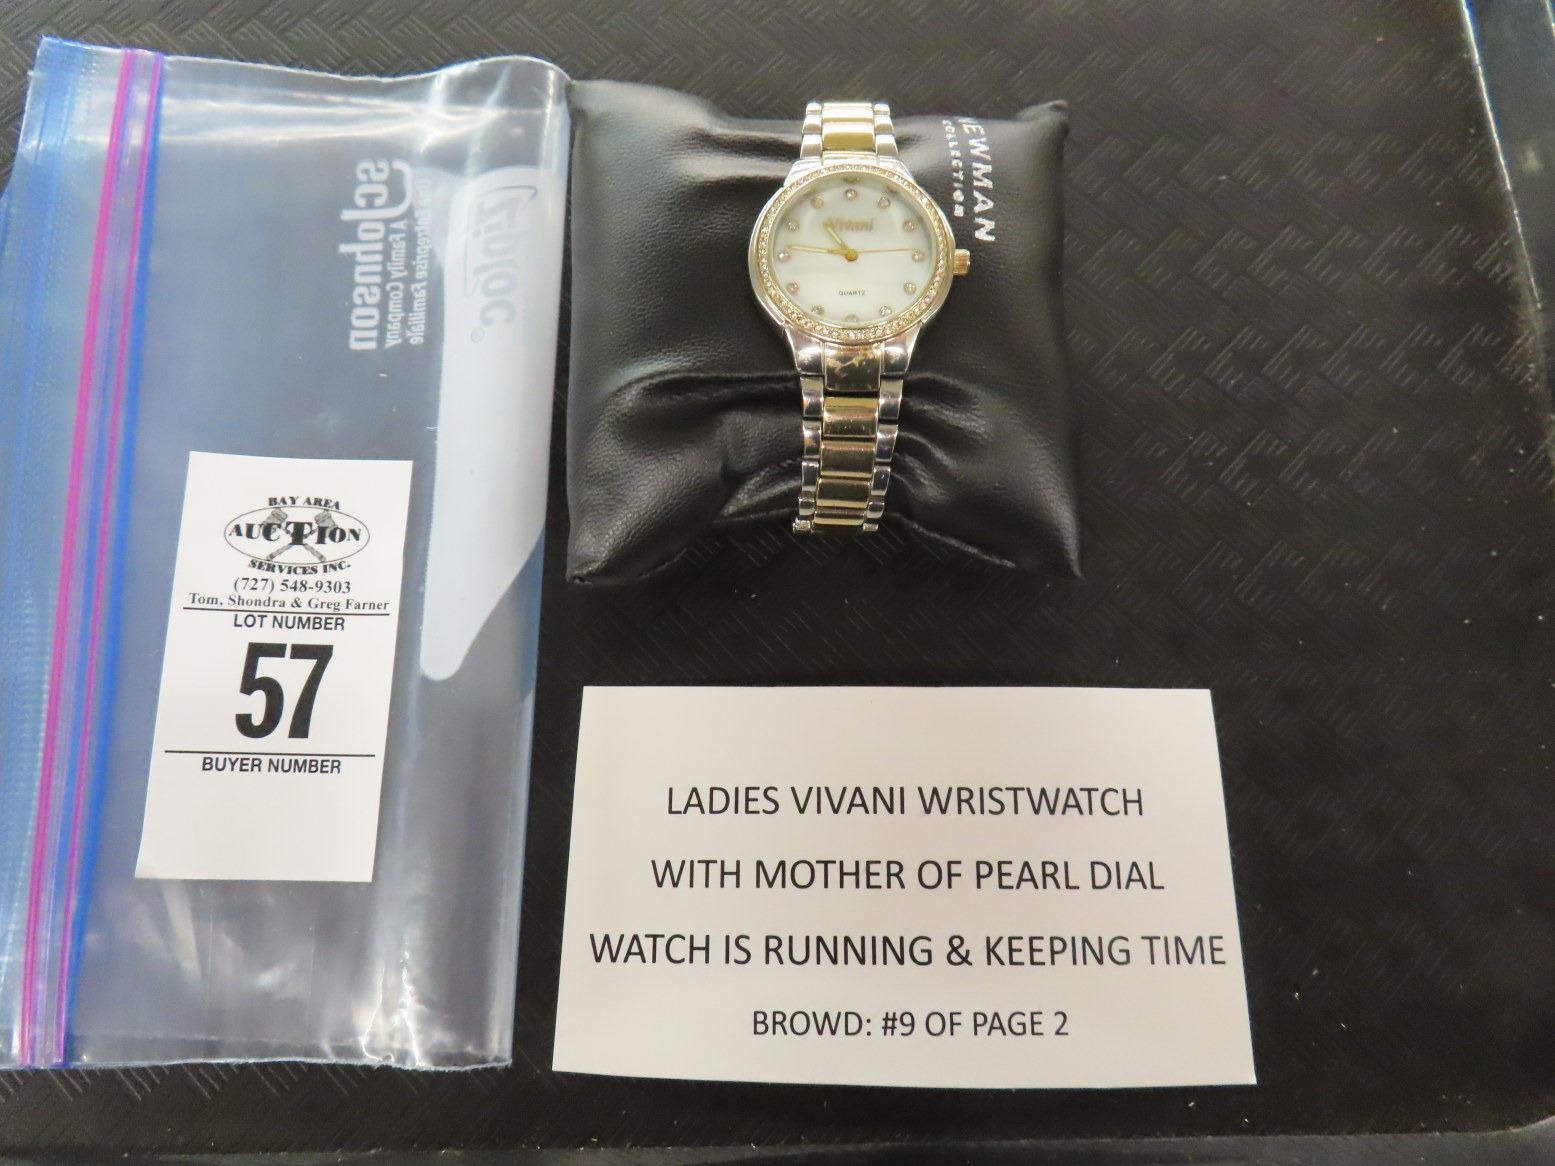 NEWMAN
COLLECTION
Vivani
QUARTZ
Ziploc®
SC Johnson
A Family Company
BAY AREA
AUCTION
SERVICES INC.
(727) 548-9303
Tom, Shondra & Greg Farner
LOT NUMBER
57
BUYER NUMBER
LADIES VIVANI WRISTWATCH
WITH MOTHER OF PEARL DIAL
WATCH IS RUNNING & KEEPING TIME
BROWD: #9 OF PAGE 2